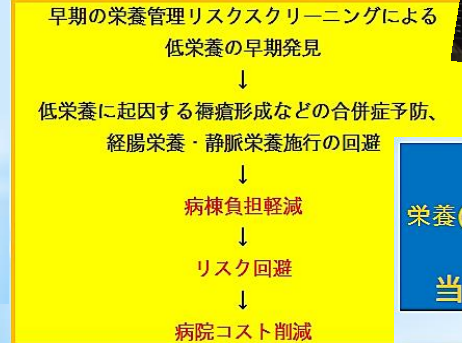 早期の栄養管理リスクスクリーニングによる
低栄養の早期発見
↓
低栄養に起因する褥瘡形成などの合併症予防、
経腸栄養・静脈栄養施行の回避
↓
病棟負担軽減
↓
リスク回避
↓
病院コスト削減
栄養
当